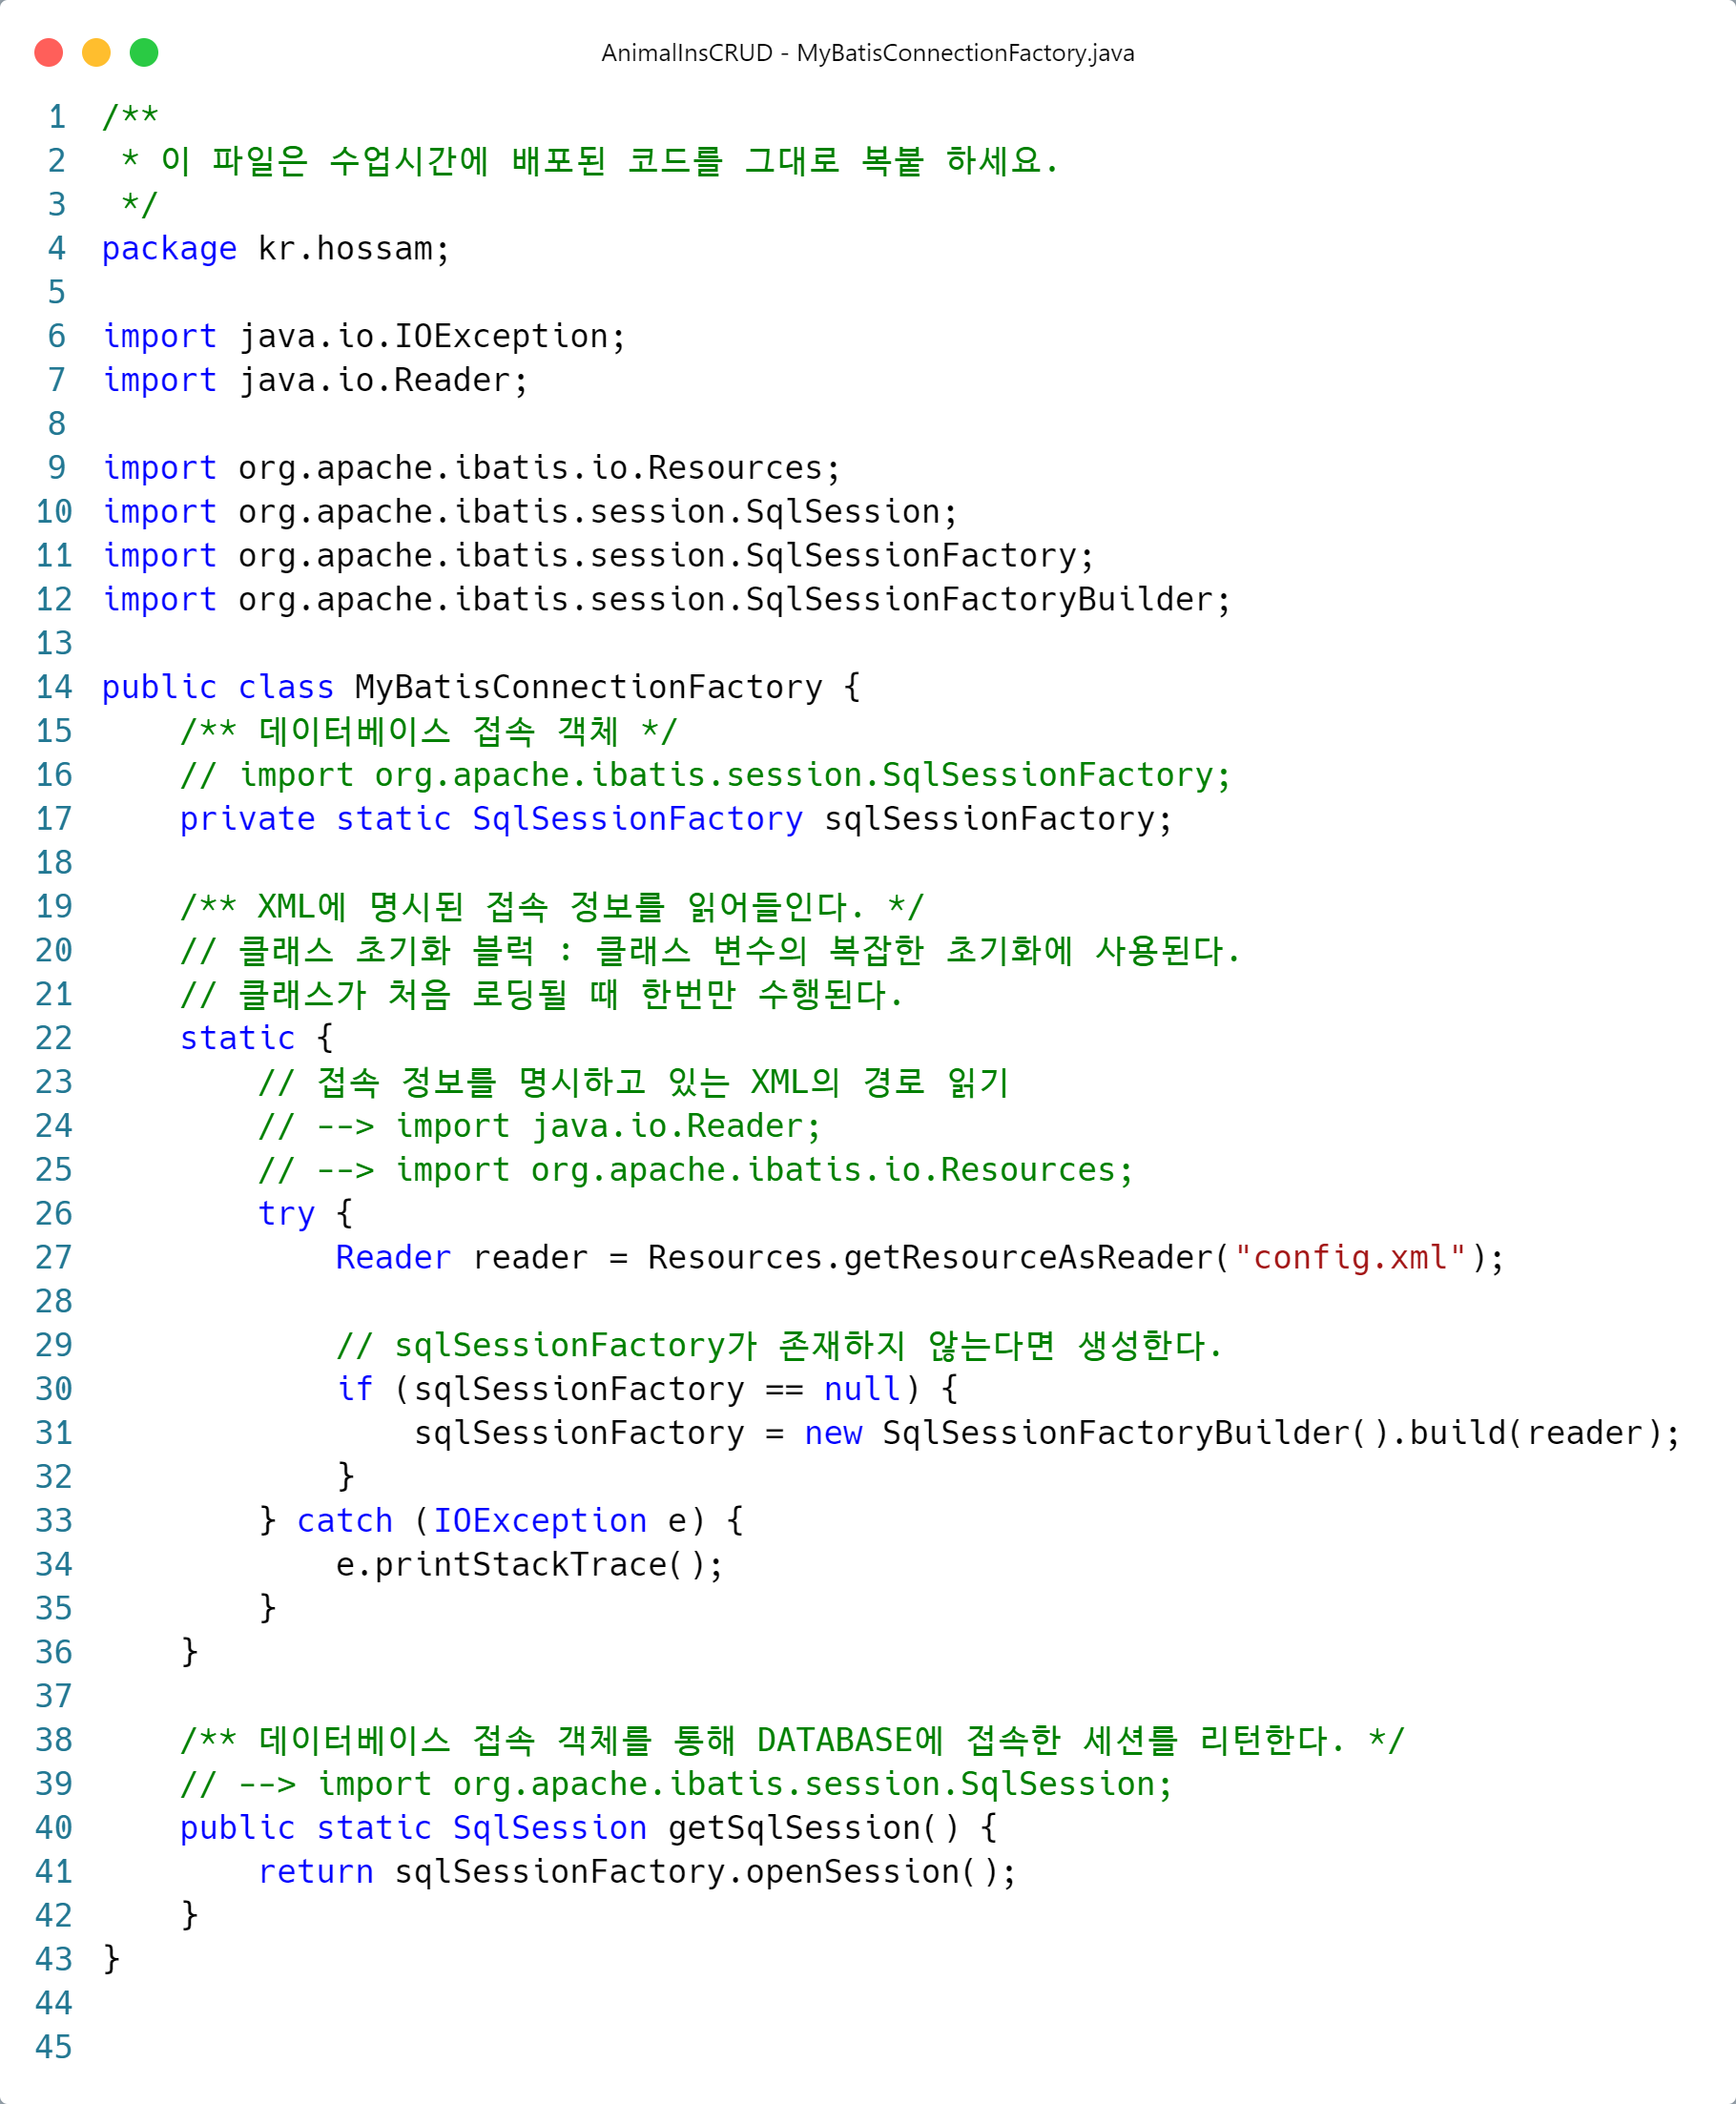 AnimalInsCRUD - MyBatisConnectionFactory.java
1 /**
2  * 이 파일은 수업시간에 배포된 코드를 그대로 복붙 하세요.
3  */
4 package kr.hossam;
5
6 import java.io.IOException;
7 import java.io.Reader;
8
9 import org.apache.ibatis.io.Resources;
10 import org.apache.ibatis.session.SqlSession;
11 import org.apache.ibatis.session.SqlSessionFactory;
12 import org.apache.ibatis.session.SqlSessionFactoryBuilder;
13
14 public class MyBatisConnectionFactory {
15     /** 데이터베이스 접속 객체 */
16     // import org.apache.ibatis.session.SqlSessionFactory;
17     private static SqlSessionFactory sqlSessionFactory;
18
19     /** XML에 명시된 접속 정보를 읽어들인다. */
20     // 클래스 초기화 블럭 : 클래스 변수의 복잡한 초기화에 사용된다.
21     // 클래스가 처음 로딩될 때 한번만 수행된다.
22     static {
23         // 접속 정보를 명시하고 있는 XML의 경로 읽기
24         // --> import java.io.Reader;
25         // --> import org.apache.ibatis.io.Resources;
26         try {
27             Reader reader = Resources.getResourceAsReader("config.xml");
28
29             // sqlSessionFactory가 존재하지 않는다면 생성한다.
30             if (sqlSessionFactory == null) {
31                 sqlSessionFactory = new SqlSessionFactoryBuilder().build(reader);
32             }
33         } catch (IOException e) {
34             e.printStackTrace();
35         }
36     }
37
38     /** 데이터베이스 접속 객체를 통해 DATABASE에 접속한 세션를 리턴한다. */
39     // --> import org.apache.ibatis.session.SqlSession;
40     public static SqlSession getSqlSession() {
41         return sqlSessionFactory.openSession();
42     }
43 }
44
45